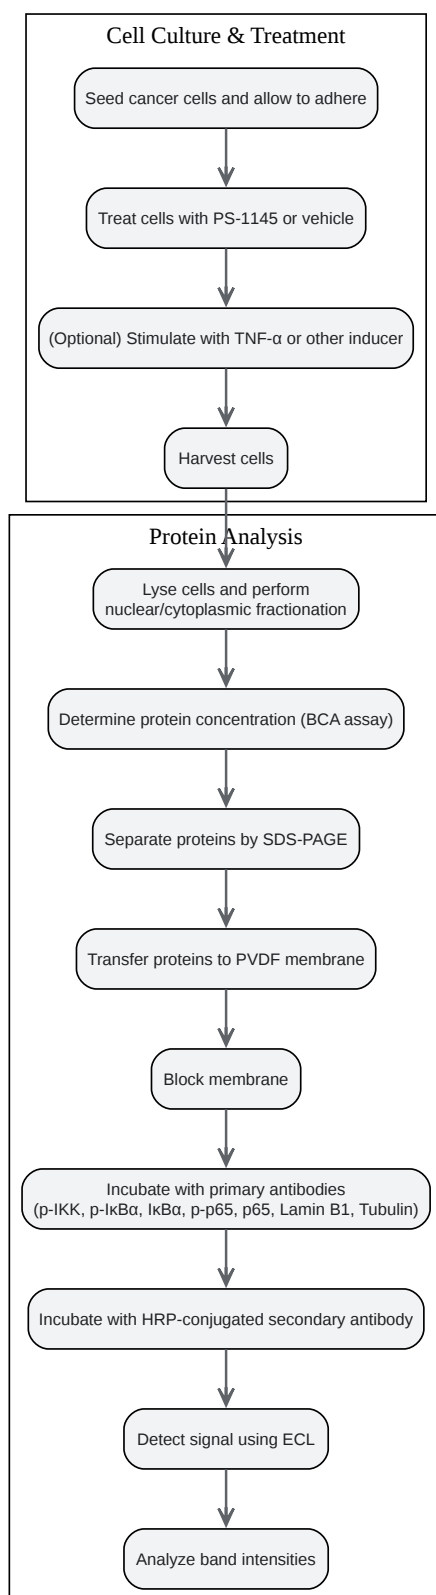 Cell Culture & Treatment
Seed cancer cells and allow to adhere
Treat cells with PS-1145 or vehicle
(Optional) Stimulate with TNF-α or other inducer
Harvest cells
Protein Analysis
Lyse cells and perform
nuclear/cytoplasmic fractionation
Determine protein concentration (BCA assay)
Separate proteins by SDS-PAGE
Transfer proteins to PVDF membrane
Block membrane
Incubate with primary antibodies
(p-IKK, p-IκBα, IκBα, p-p65, p65, Lamin B1, Tubulin)
Incubate with HRP-conjugated secondary antibody
Detect signal using ECL
Analyze band intensities